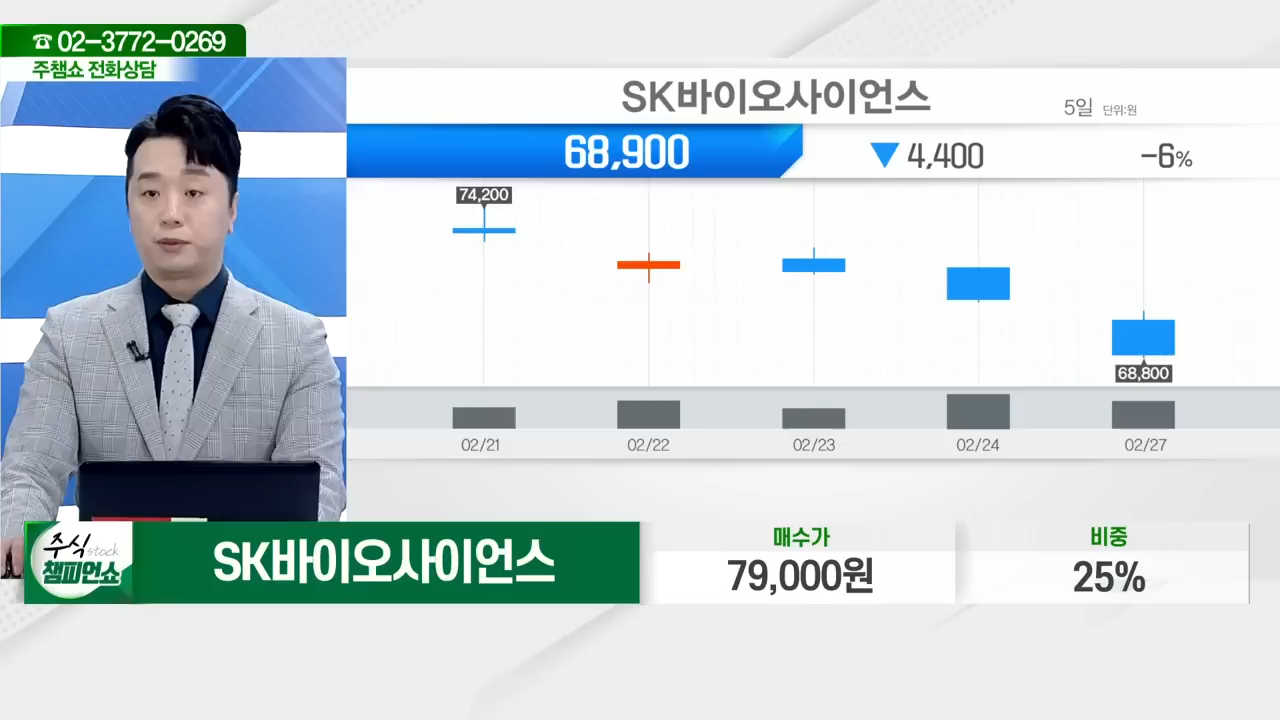 ☎ 02-3772-0269
주챔쇼 전화상담
SK바이오사이언스
5일 단위:원
68,900 ▼ 4,400 -6%
74,200
68,800
02/21 02/22 02/23 02/24 02/27
주식 stock
챔피언쇼
SK바이오사이언스
매수가
79,000원
비중
25%